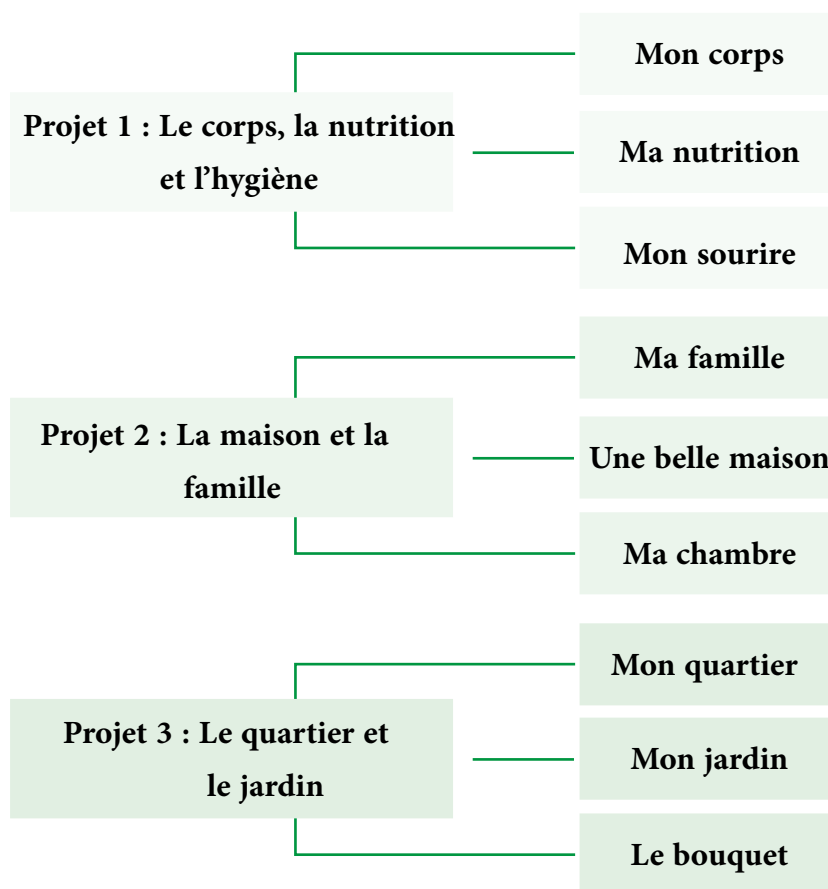 Projet 1 : Le corps, la nutrition
et l'hygiène
Mon corps
Ma nutrition
Mon sourire
Projet 2 : La maison et la
famille
Ma famille
Une belle maison
Ma chambre
Projet 3 : Le quartier et
le jardin
Mon quartier
Mon jardin
Le bouquet